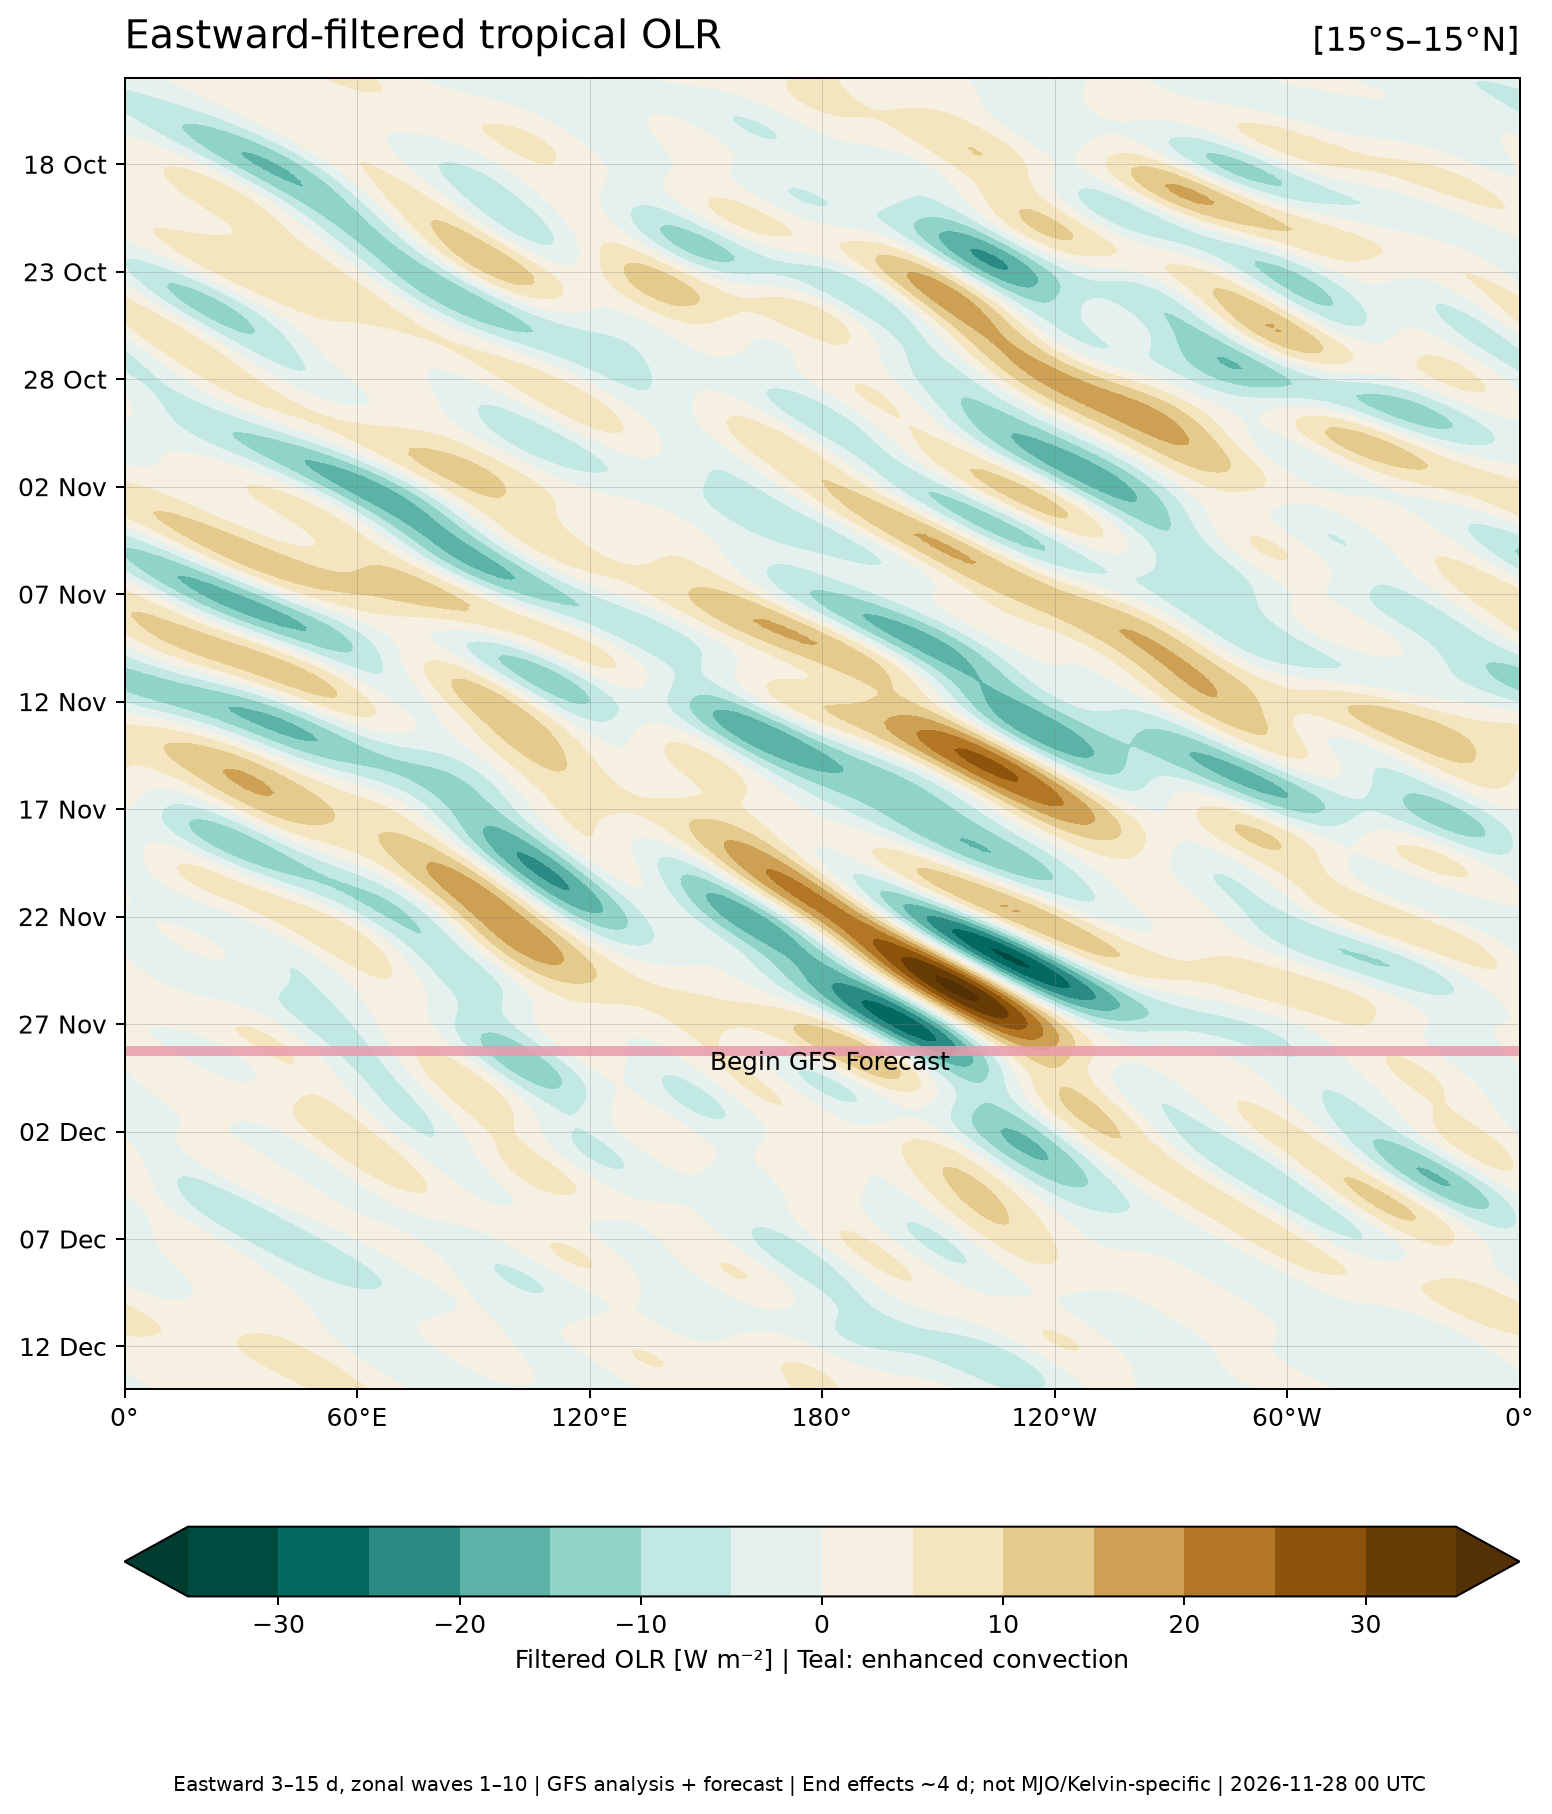 Eastward-filtered tropical OLR
[15°S–15°N]
18 Oct
23 Oct
28 Oct
02 Nov
07 Nov
12 Nov
17 Nov
22 Nov
27 Nov
Begin GFS Forecast
02 Dec
07 Dec
12 Dec
0° 60°E 120°E 180° 120°W 60°W 0°
−30 −20 −10 0 10 20 30
Filtered OLR [W m⁻²] | Teal: enhanced convection
Eastward 3–15 d, zonal waves 1–10 | GFS analysis + forecast | End effects ~4 d; not MJO/Kelvin-specific | 2026-11-28 00 UTC